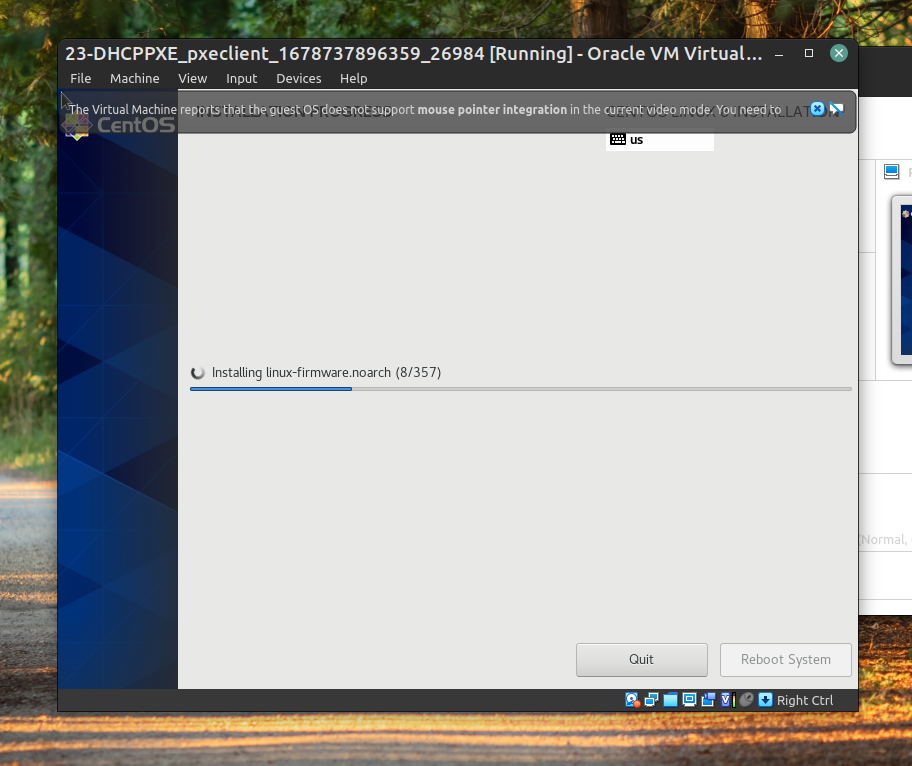 23-DHCPPXE_pxeclient_1678737896359_26984 [Running] - Oracle VM Virtual...
File Machine View Input Devices Help
The Virtual Machine reports that the guest OS does not support mouse pointer integration in the current video mode. You need to
CentOS
us
Installing linux-firmware.noarch (8/357)
(Normal,
Quit
Reboot System
Right Ctrl